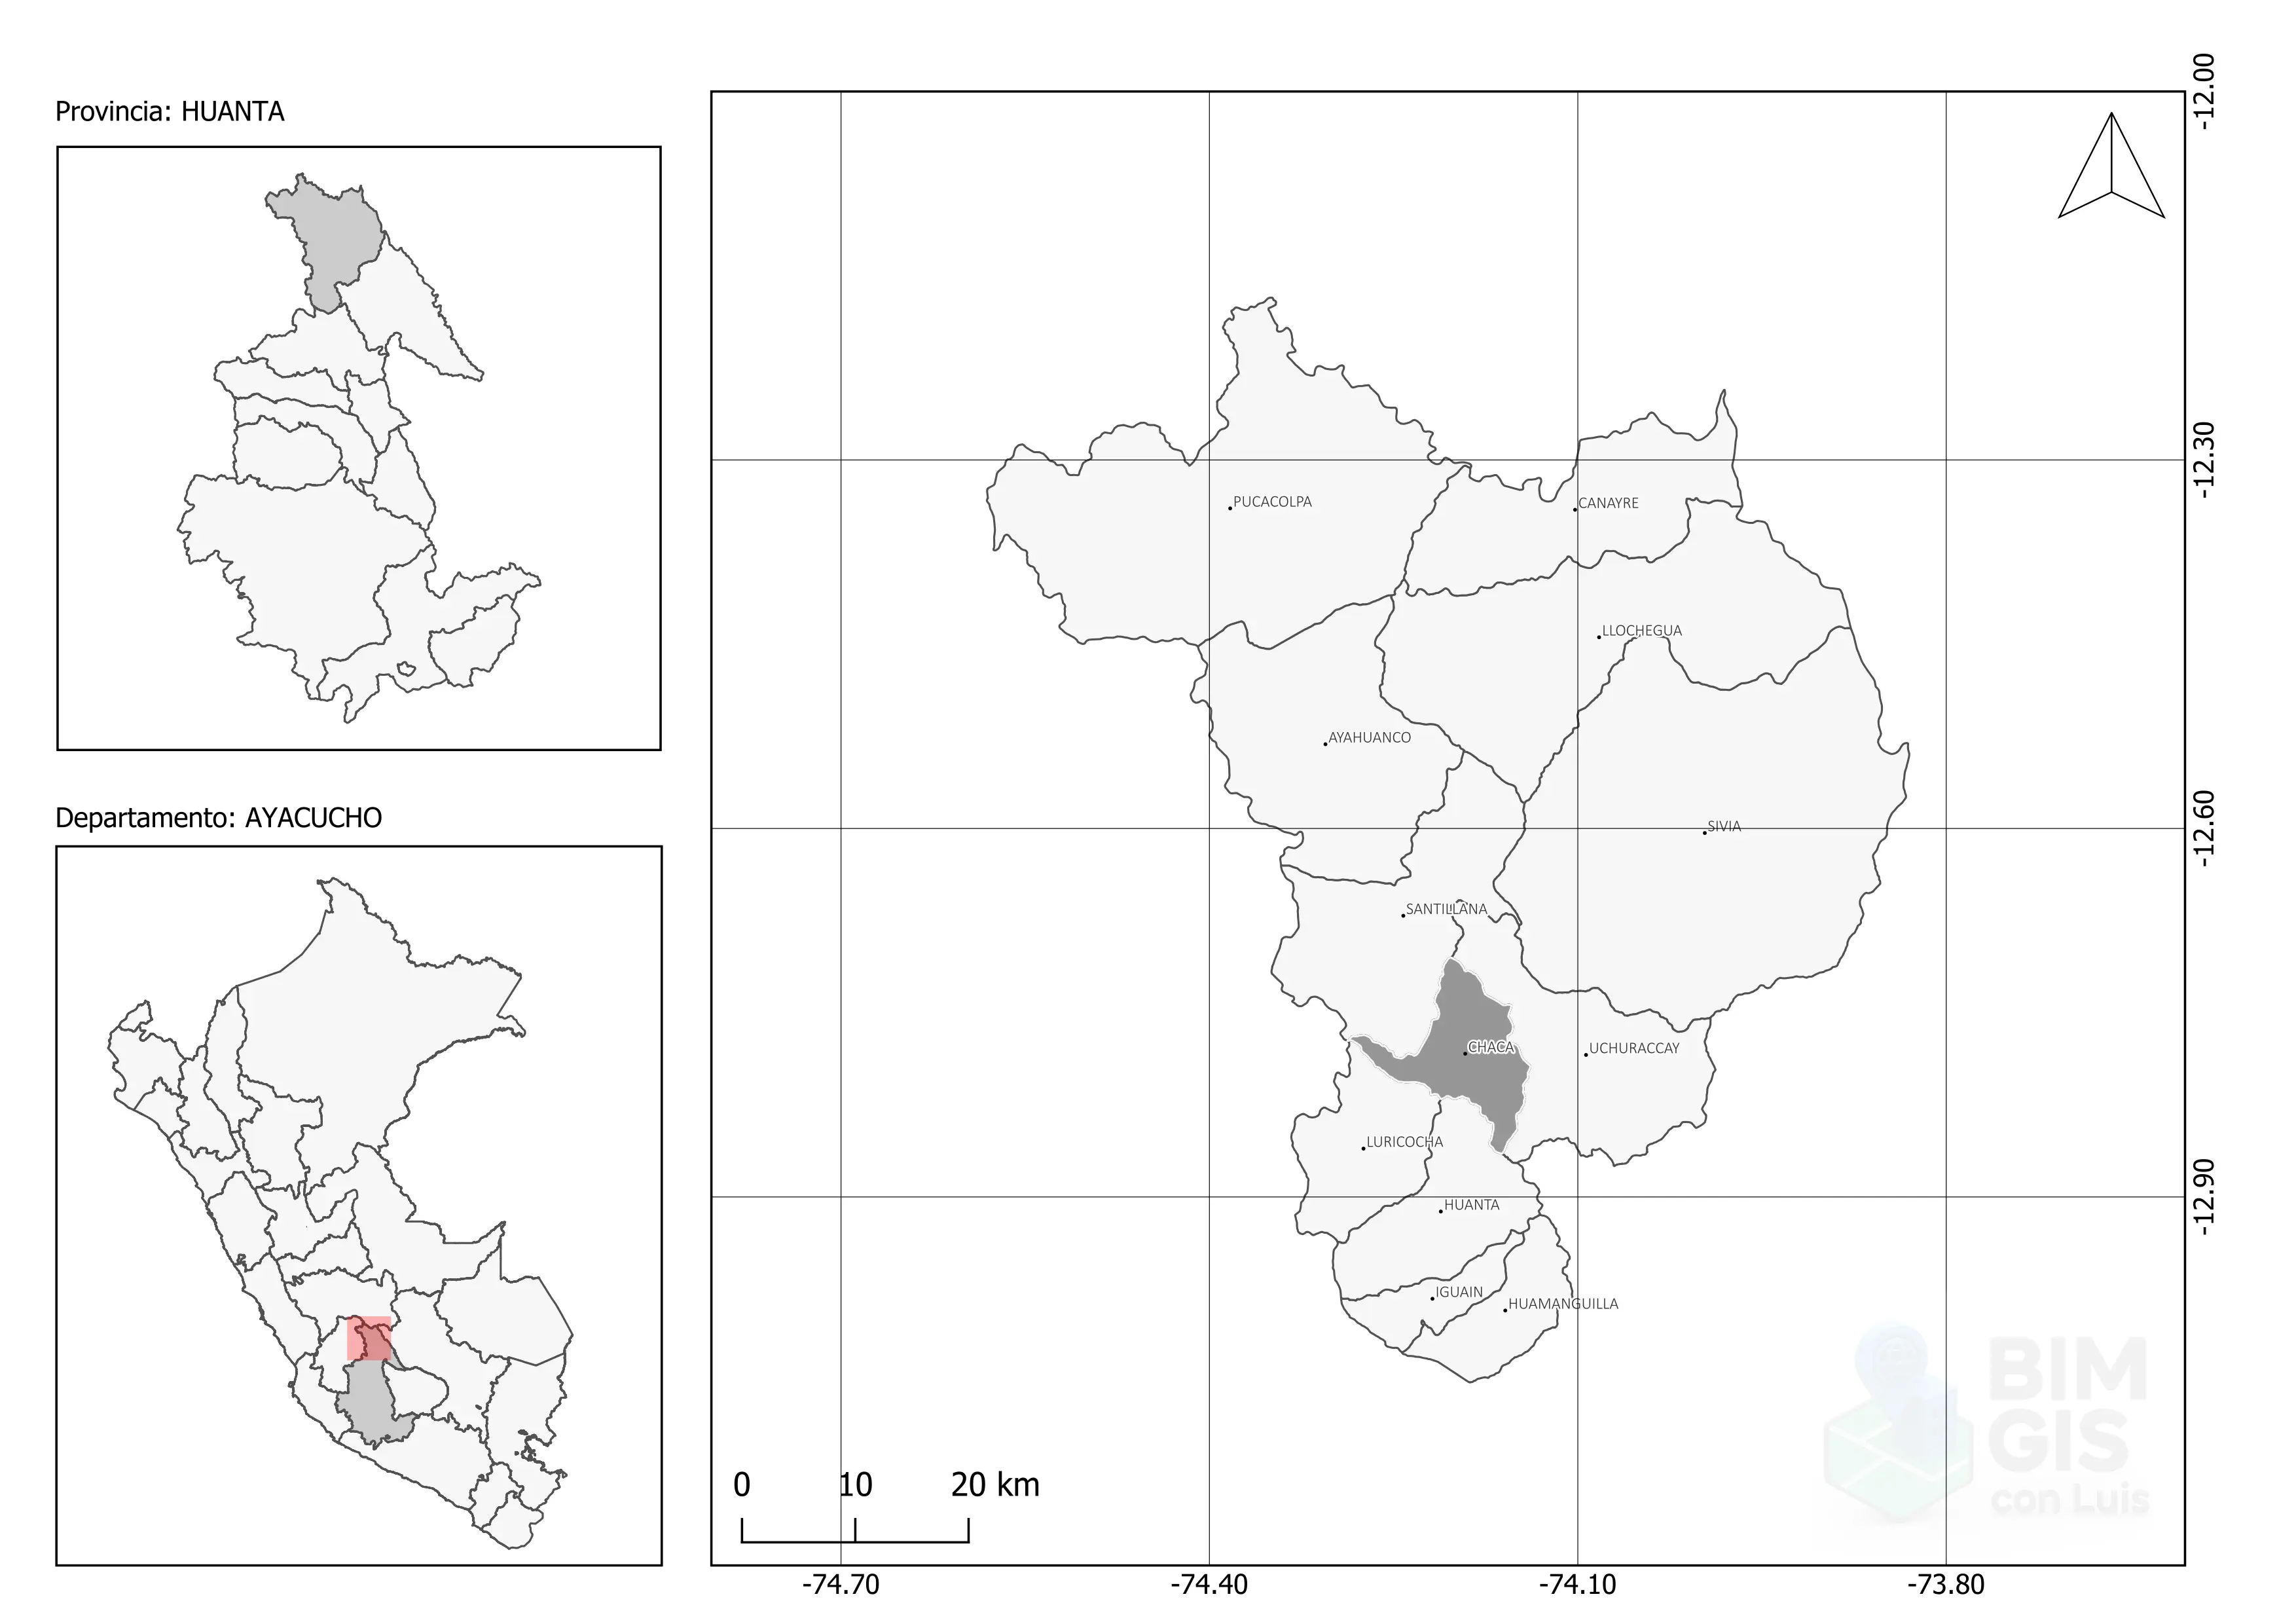 Provincia: HUANTA
Departamento: AYACUCHO
-12.00
-12.30
-12.60
-12.90
PUCACOLPA
CANAYRE
LLOCHEGUA
AYAHUANCO
SIVIA
SANTILLANA
CHACA
UCHURACCAY
LURICOCHA
HUANTA
IGUAIN
HUAMANGUILLA
BIM
GIS
con Luis
0 10 20 km
-74.70 -74.40 -74.10 -73.80